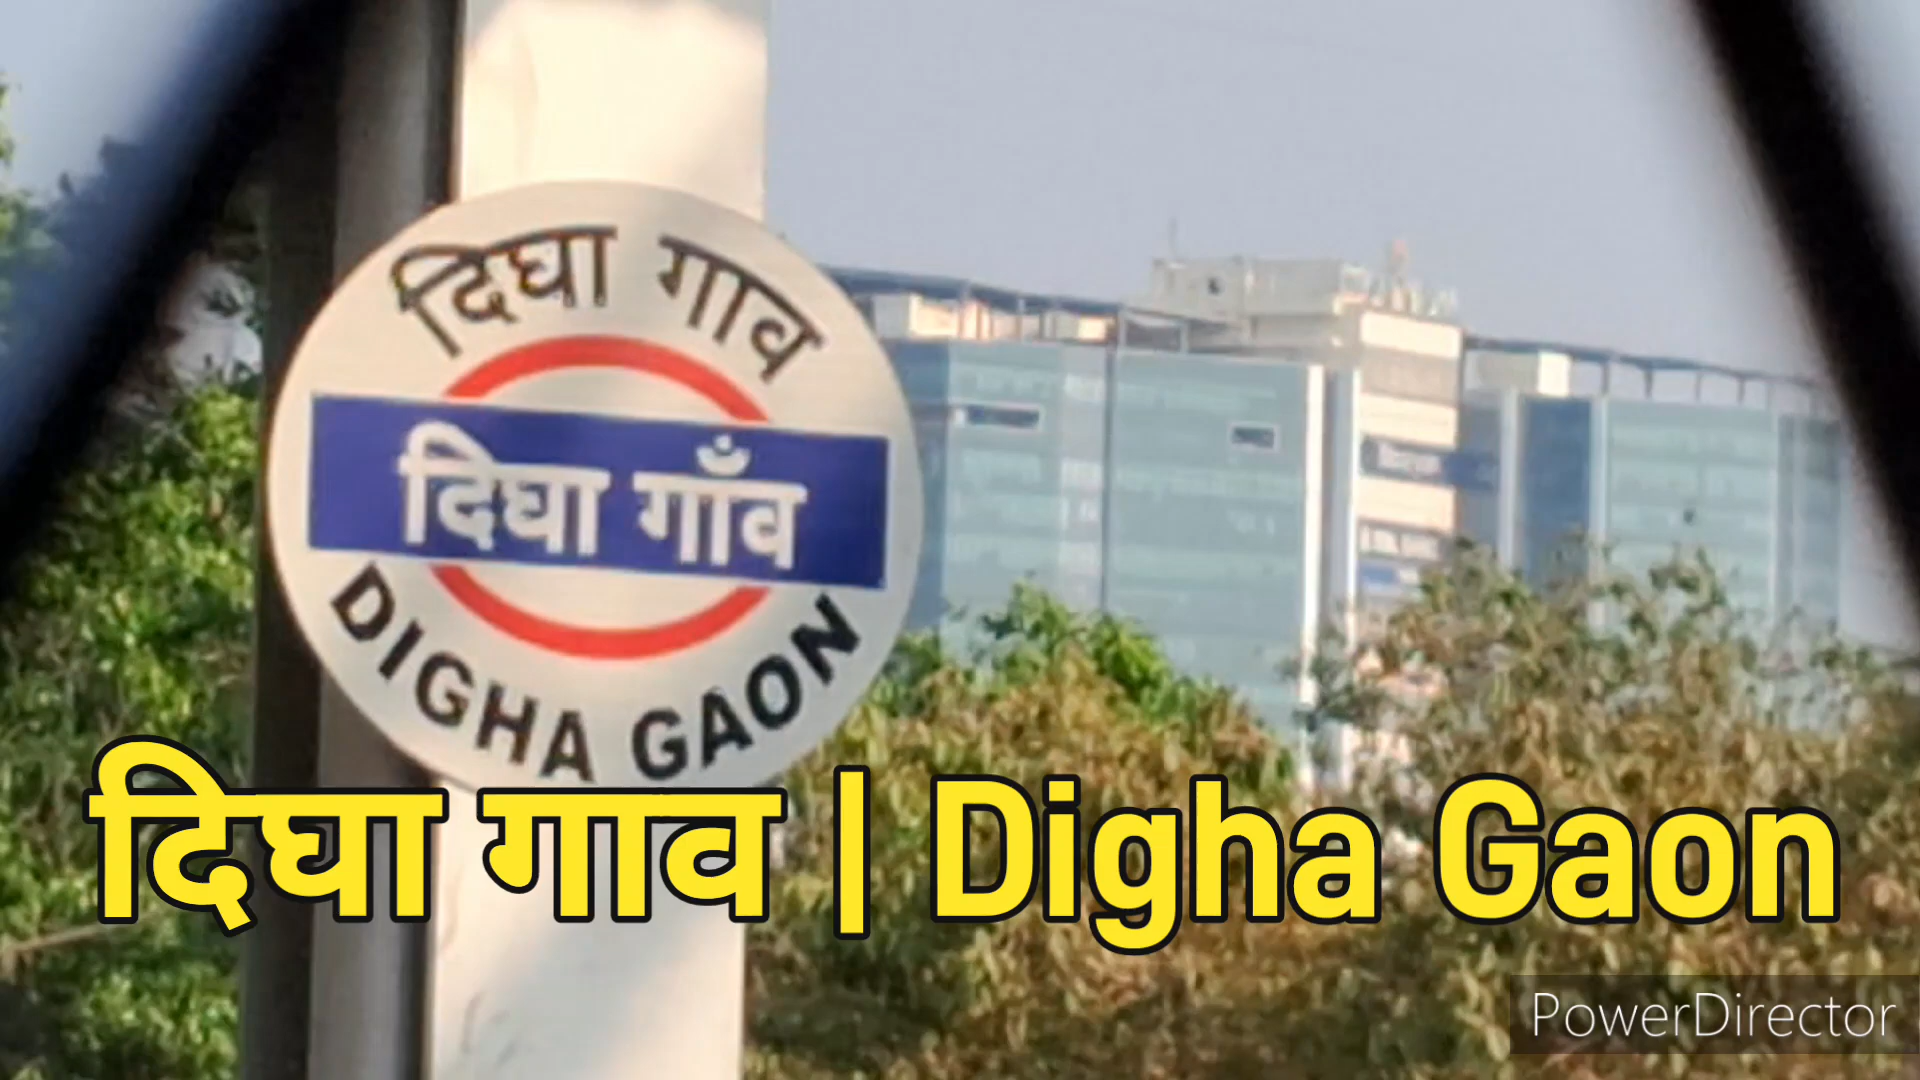 दिघा गाव
दिघा गाँव
DIGHA GAON
दिघा गाव | Digha Gaon
PowerDirector